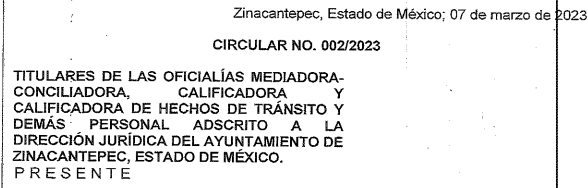 Zinacantepec, Estado de México; 07 de marzo de 2023
CIRCULAR NO. 002/2023
TITULARES DE LAS OFICIALÍAS MEDIADORA-
CONCILIADORA, CALIFICADORA Y
CALIFICADORA DE HECHOS DE TRÁNSITO Y
DEMÁS PERSONAL ADSCRITO A LA
DIRECCIÓN JURÍDICA DEL AYUNTAMIENTO DE
ZINACANTEPEC, ESTADO DE MÉXICO.
P R E S E N T E